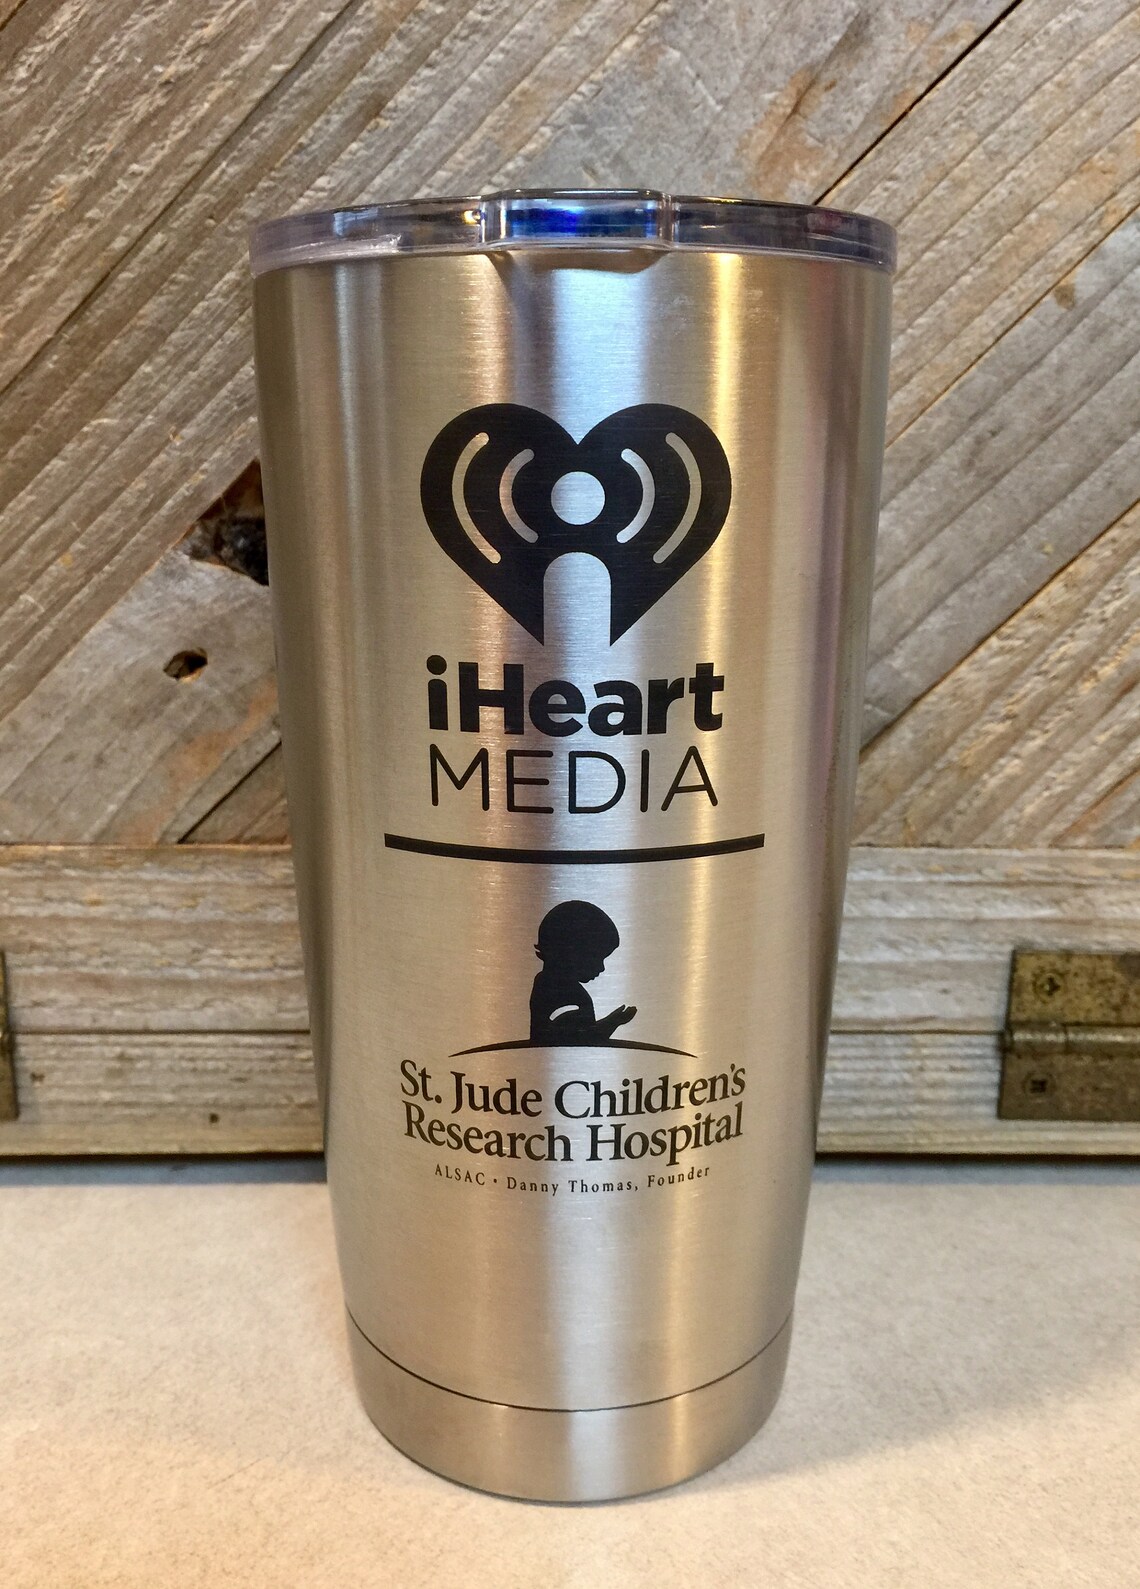 iHeart
MEDIA
St. Jude Children's
Research Hospital
ALSAC • Danny Thomas, Founder